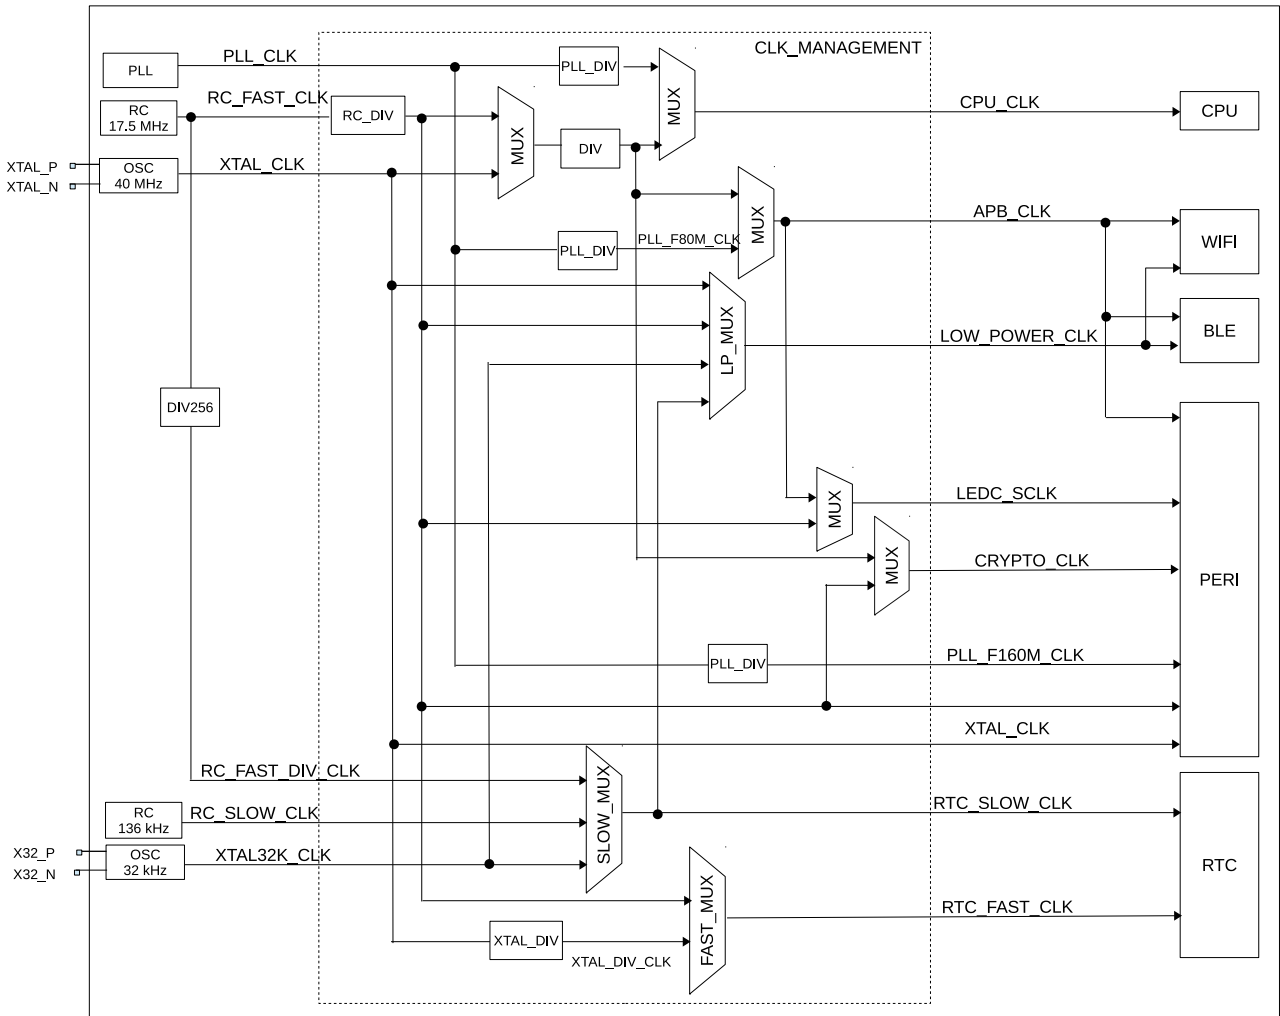 CLK_MANAGEMENT
PLL_CLK
PLL
PLL_DIV
MUX
RC_FAST_CLK
RC
17.5 MHz
RC_DIV
MUX
CPU_CLK
CPU
XTAL_P
XTAL_N
OSC
40 MHz
XTAL_CLK
DIV
MUX
APB_CLK
WIFI
PLL_DIV
PLL_F80M_CLK
LP_MUX
LOW_POWER_CLK
BLE
DIV256
MUX
LEDC_SCLK
MUX
CRYPTO_CLK
PERI
PLL_DIV
PLL_F160M_CLK
XTAL_CLK
RC_FAST_DIV_CLK
SLOW_MUX
RC
136 kHz
RC_SLOW_CLK
RTC_SLOW_CLK
X32_P
X32_N
OSC
32 kHz
XTAL32K_CLK
RTC
FAST_MUX
RTC_FAST_CLK
XTAL_DIV
XTAL_DIV_CLK